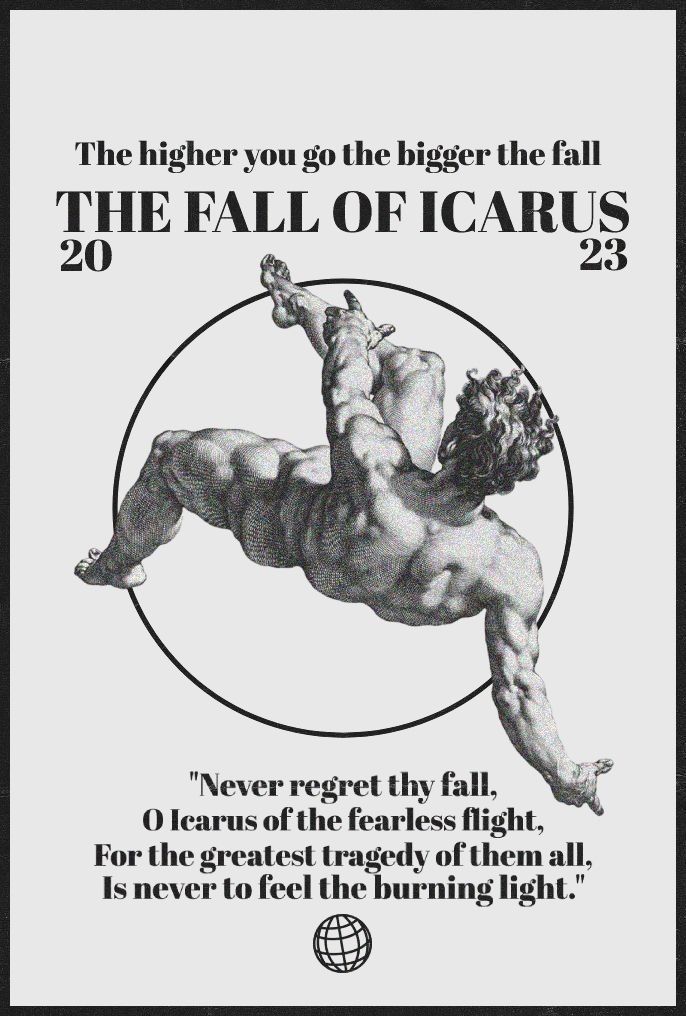 The higher you go the bigger the fall
THE FALL OF ICARUS
20 23
"Never regret thy fall,
O Icarus of the fearless flight,
For the greatest tragedy of them all,
Is never to feel the burning light."